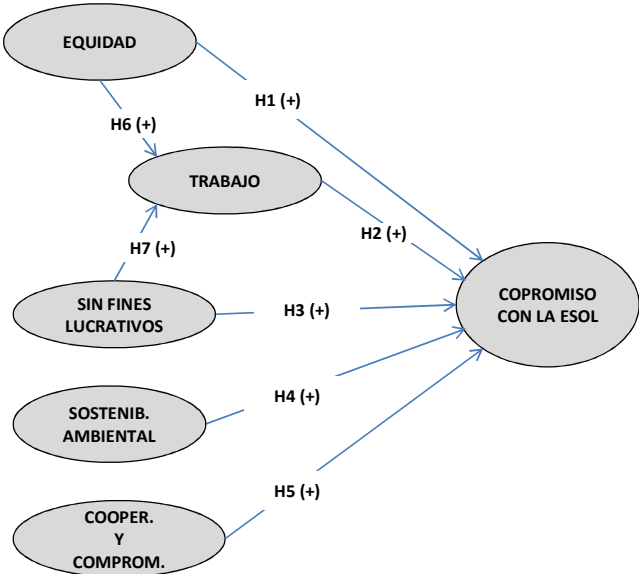 EQUIDAD
H1 (+)
H6 (+)
TRABAJO
H2 (+)
H7 (+)
SIN FINES
LUCRATIVOS
H3 (+)
COPROMISO
CON LA ESOL
H4 (+)
SOSTENIB.
AMBIENTAL
H5 (+)
COOPER.
Y
COMPROM.